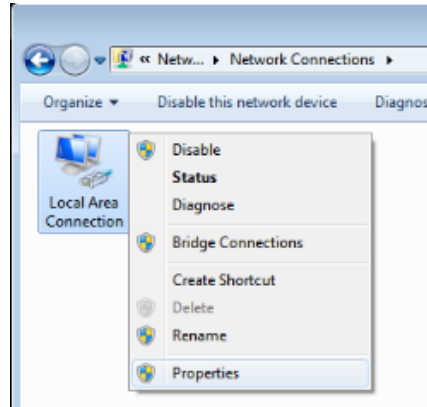 « Netw... ▸ Network Connections ▸
Organize ▾ Disable this network device Diagnos
Local Area
Connection
Disable
Status
Diagnose
Bridge Connections
Create Shortcut
Delete
Rename
Properties